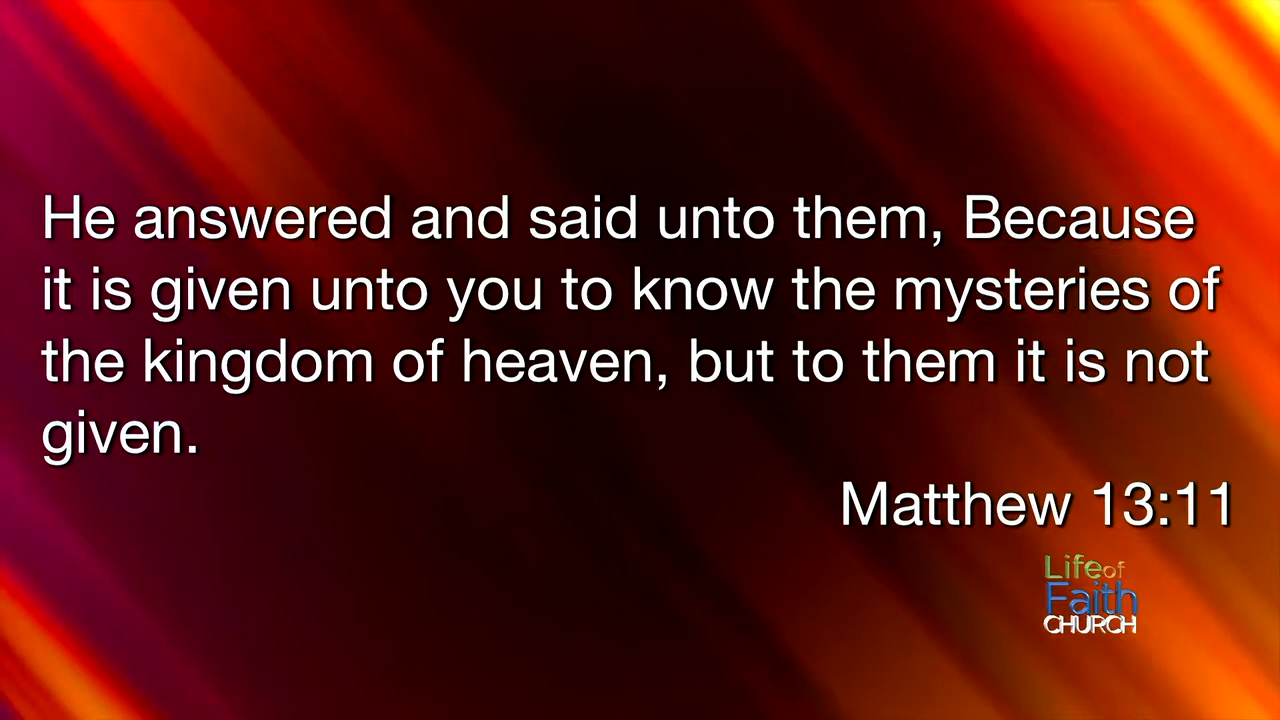 He answered and said unto them, Because
it is given unto you to know the mysteries of
the kingdom of heaven, but to them it is not
given.
Matthew 13:11
Life of
Faith
CHURCH